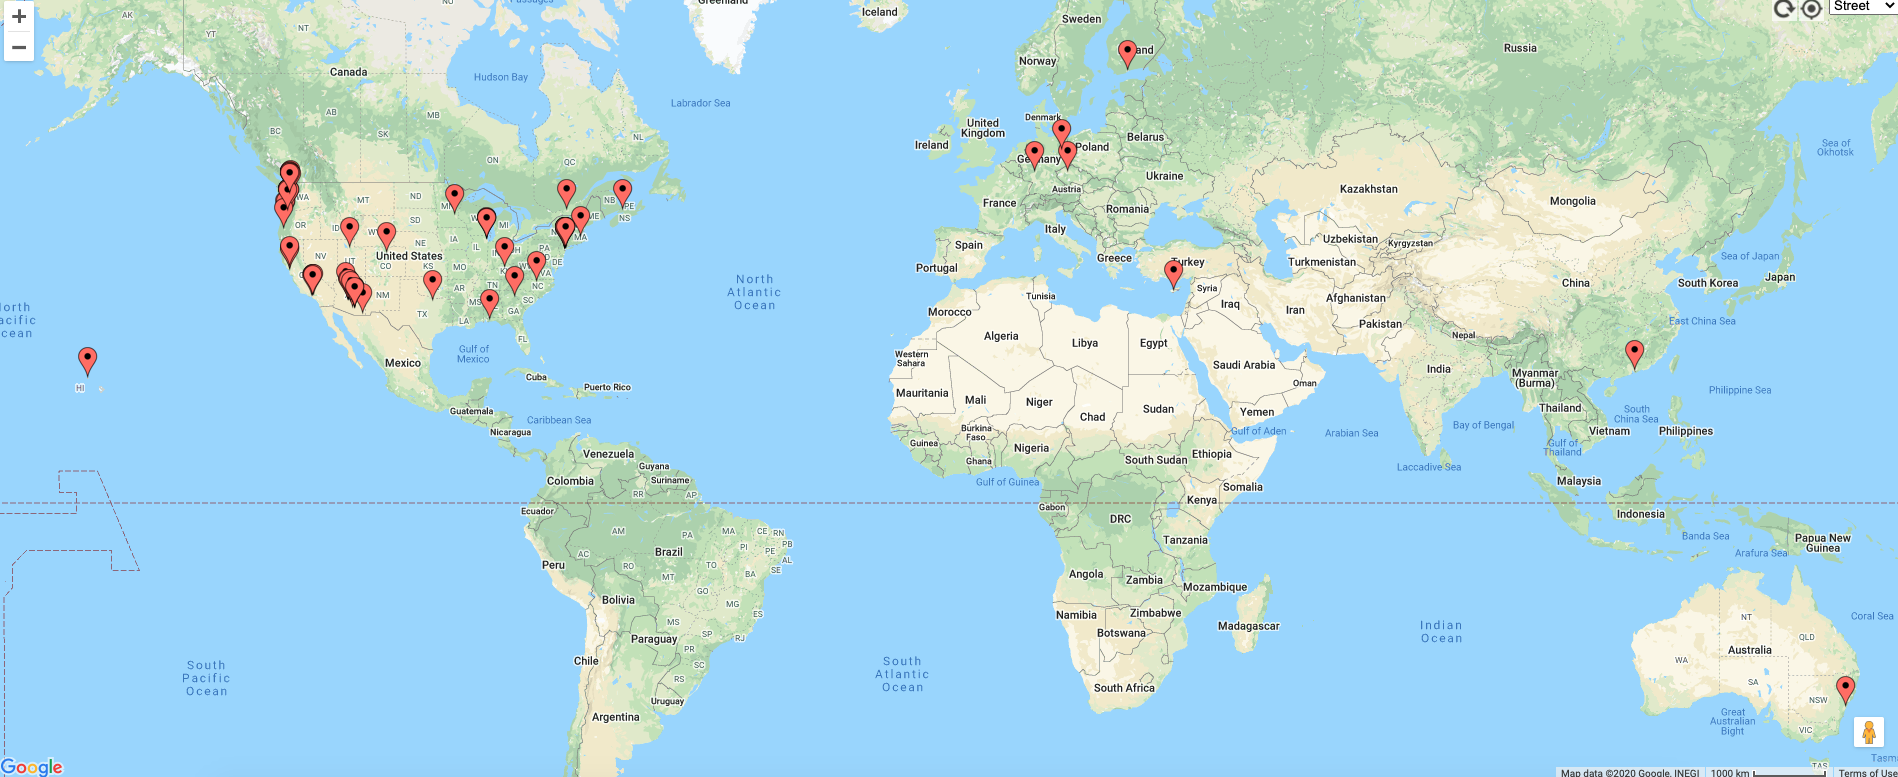 Greenland
Passages
NU
Iceland
Sweden
Street
AK
YT
NT
Norway
and
Russia
Canada
Hudson Bay
Labrador Sea
AB
MB
BC
SK
ON
QC
NL
Denmark
United
Kingdom
Ireland
Belarus
Poland
Germany
Sea of
Okhotsk
Ukraine
Kazakhstan
Mongolia
WA
MT
ND
NB
PE
NS
ME
Austria
France
Romania
OR
ID
SD
WY
IA
MI
MA
Italy
Spain
Portugal
Greece
Turkey
Uzbekistan
Kyrgyzstan
Turkmenistan
NV
UT
CO
NE
IL
PA
DE
United States
KS
MO
VA
NC
TN
SC
MS
GA
NM
TX
LA
FL
North
Atlantic
Ocean
Sea of Japan
Japan
South Korea
China
Syria
Iraq
Iran
Afghanistan
Pakistan
Nepal
East China Sea
Tunisia
Morocco
Algeria
Libya
Egypt
Western
Sahara
Saudi Arabia
Oman
India
Myanmar
(Burma)
Gulf of
Mexico
Mexico
Cuba
Puerto Rico
HI
Philippine Sea
Mauritania
Mali
Niger
Chad
Sudan
Yemen
Gulf of Aden
Arabian Sea
Bay of Bengal
Thailand
South
China Sea
Vietnam
Philippines
Gulf of
Thailand
Guatemala
Caribbean Sea
Nicaragua
Burkina
Faso
Guinea
Ghana
Nigeria
South Sudan
Ethiopia
Laccadive Sea
Venezuela
Guyana
Suriname
Colombia
RR
AP
Gulf of Guinea
Somalia
Malaysia
Ecuador
Gabon
Kenya
DRC
Indonesia
AM
PA
MA
CE
RN
PB
PI
PE
AL
SE
Tanzania
Banda Sea
Papua New
Guinea
Arafura Sea
Brazil
AC
RO
TO
MT
BA
Peru
GO
MG
ES
Angola
Zambia
Mozambique
Bolivia
MS
SP
RJ
Namibia
Zimbabwe
Botswana
Madagascar
Indian
Ocean
NT
Coral Sea
QLD
Australia
WA
SA
Paraguay
PR
SC
RS
Chile
South
Pacific
Ocean
South
Atlantic
Ocean
South Africa
Uruguay
Argentina
NSW
Great
Australian
Bight
VIC
TAS
Tasm
Google
Map data ©2020 Google, INEGI
1000 km
Terms of Use